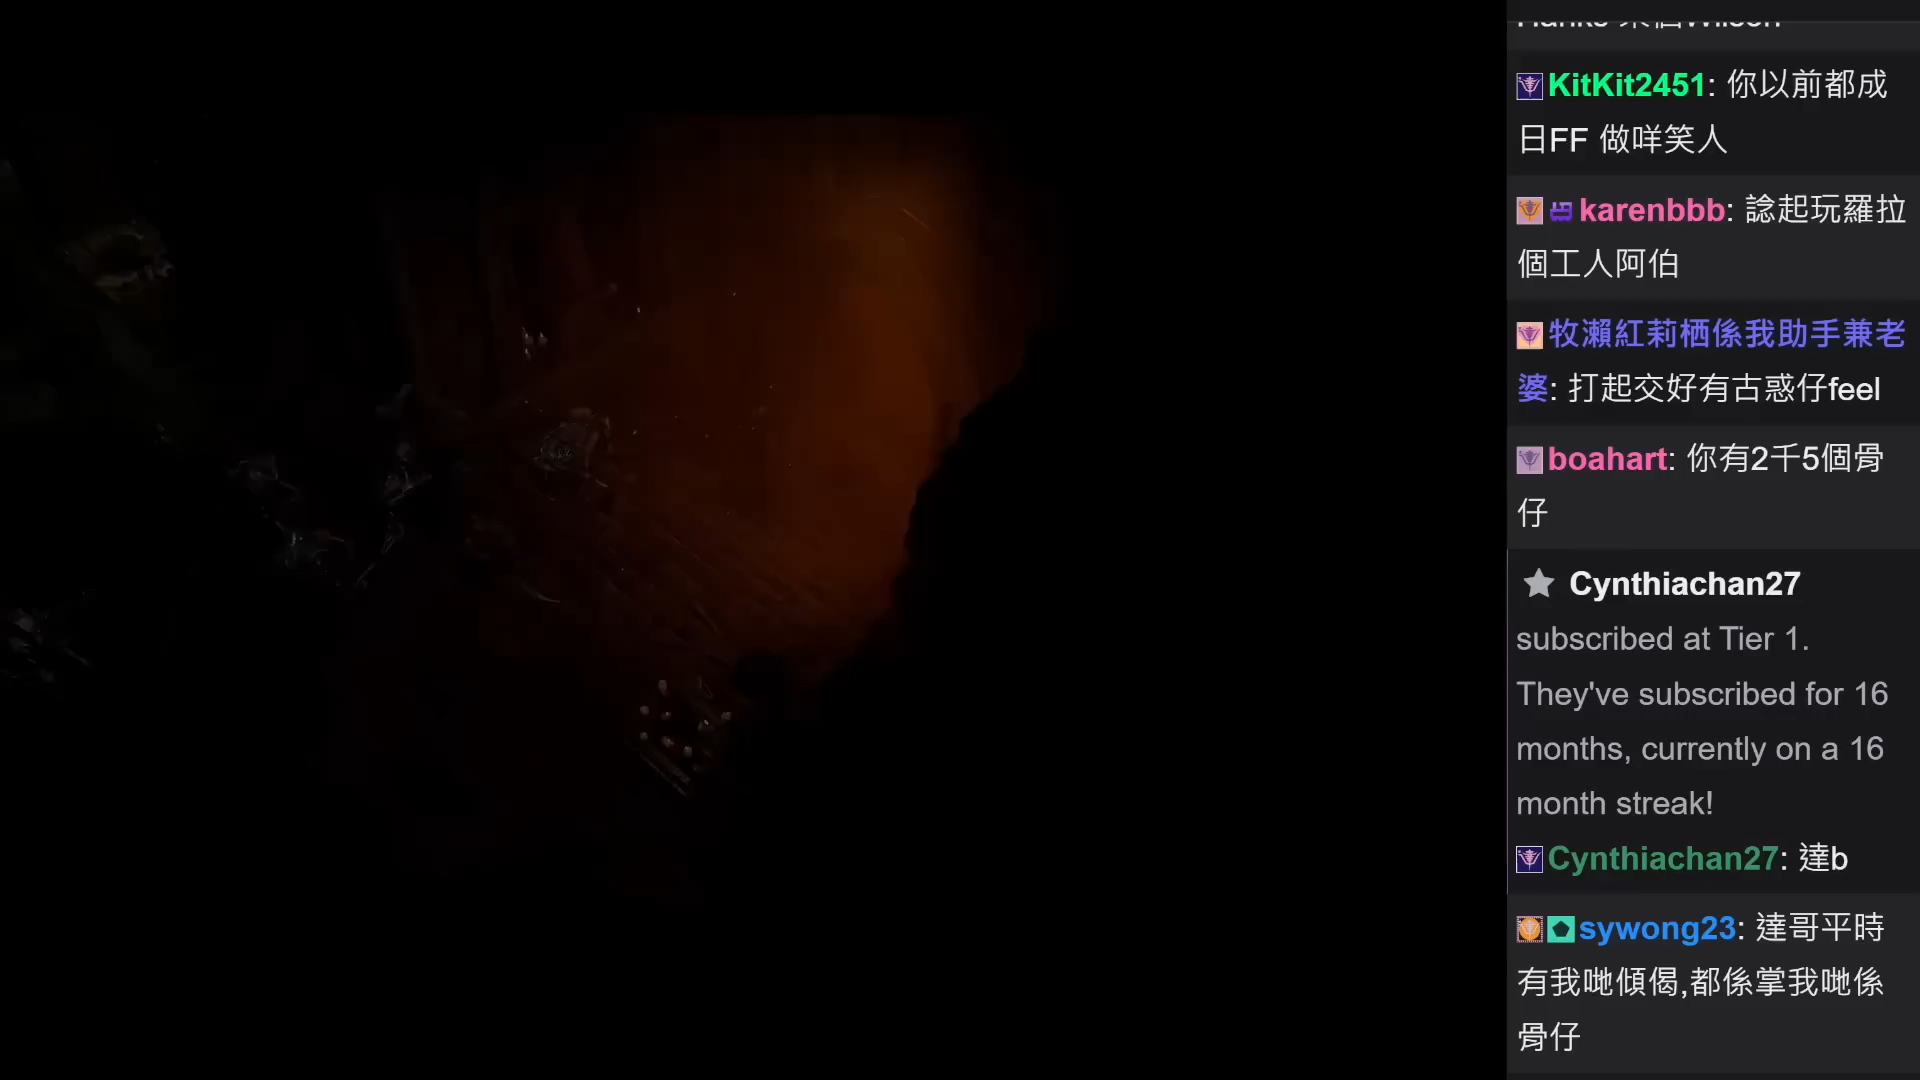 KitKit2451: 你以前都成
日FF 做咩笑人
karenbbb: 諗起玩羅拉
個工人阿伯
牧瀨紅莉栖係我助手兼老
婆: 打起交好有古惑仔feel
boahart: 你有2千5個骨
仔
Cynthiachan27
subscribed at Tier 1.
They've subscribed for 16
months, currently on a 16
month streak!
Cynthiachan27: 達b
sywong23: 達哥平時
有我哋傾偈,都係掌我哋係
骨仔